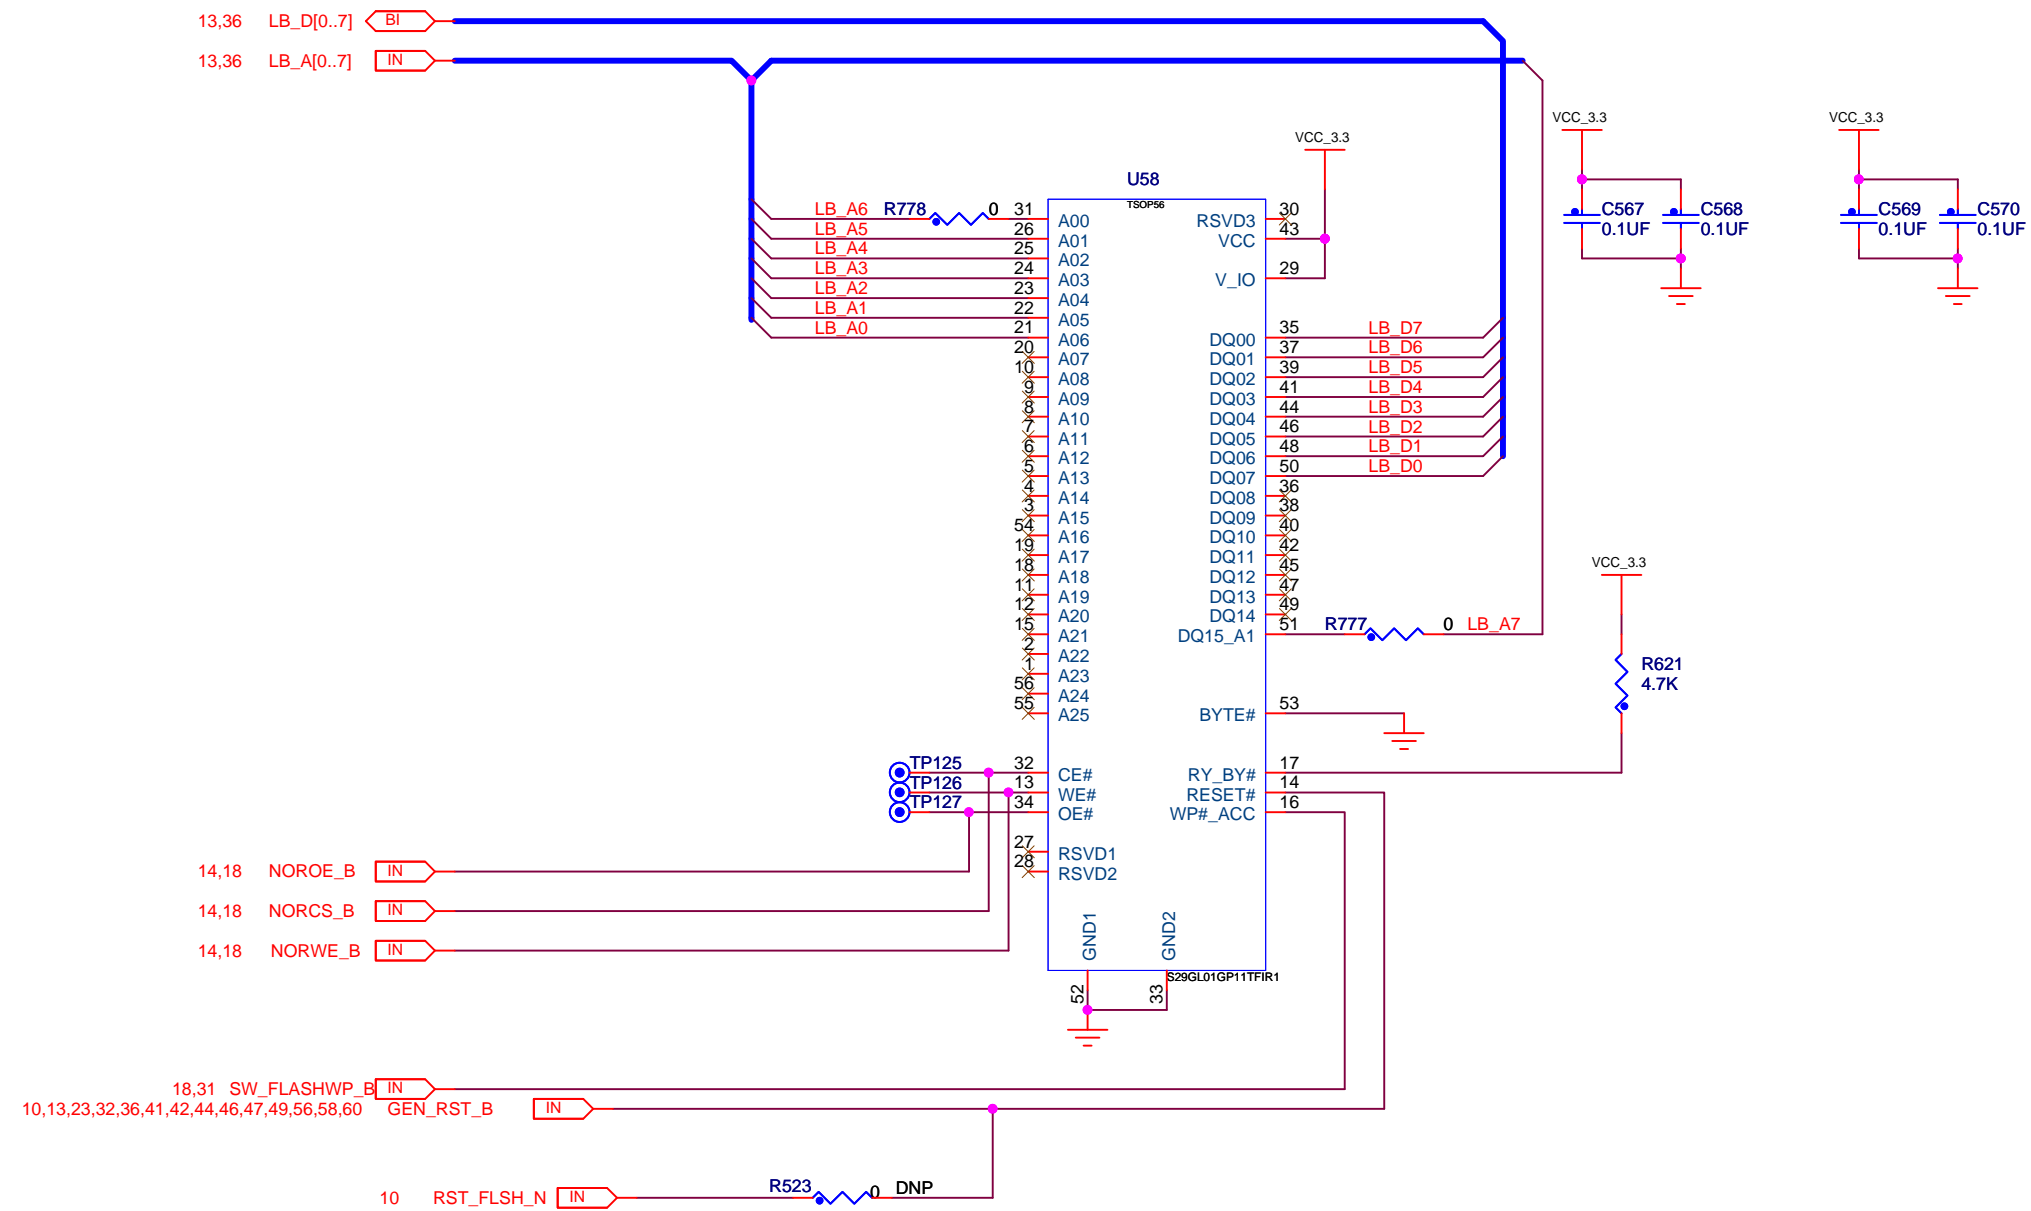 13,36 LB_D[0..7] BI
13,36 LB_A[0..7] IN
VCC_3.3
VCC_3.3
VCC_3.3
U58
TSOP56
C567
0.1UF
C568
0.1UF
C569
0.1UF
C570
0.1UF
LB_A6 R778 0 31 A00
LB_A5 26 A01
LB_A4 25 A02
LB_A3 24 A03
LB_A2 23 A04
LB_A1 22 A05
LB_A0 21 A06
20 A07
10 A08
9 A09
8 A10
7 A11
6 A12
5 A13
4 A14
3 A15
54 A16
19 A17
18 A18
11 A19
12 A20
15 A21
2 A22
1 A23
56 A24
55 A25
TP125 32 CE#
TP126 13 WE#
TP127 34 OE#
27 RSVD1
28 RSVD2
RSVD3 30
VCC 43
V_IO 29
DQ00 35 LB_D7
DQ01 37 LB_D6
DQ02 39 LB_D5
DQ03 41 LB_D4
DQ04 44 LB_D3
DQ05 46 LB_D2
DQ06 48 LB_D1
DQ07 50 LB_D0
DQ08 36
DQ09 38
DQ10 40
DQ11 42
DQ12 45
DQ13 47
DQ14 49
DQ15_A1 51 R777 0 LB_A7
BYTE# 53
RY_BY# 17
RESET# 14
WP#_ACC 16
VCC_3.3
R621
4.7K
GND1
GND2
52
33
S29GL01GP11TFIR1
14,18 NOROE_B IN
14,18 NORCS_B IN
14,18 NORWE_B IN
18,31 SW_FLASHWP_B IN
10,13,23,32,36,41,42,44,46,47,49,56,58,60 GEN_RST_B IN
10 RST_FLSH_N IN R523 0 DNP